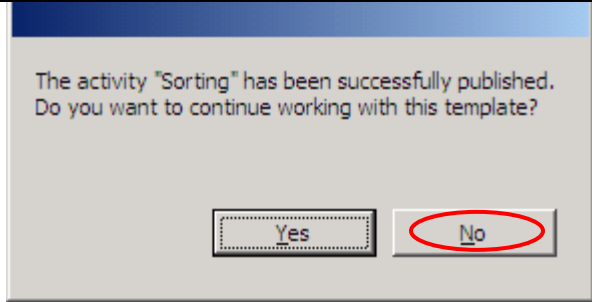 The activity "Sorting" has been successfully published.
Do you want to continue working with this template?
Yes No